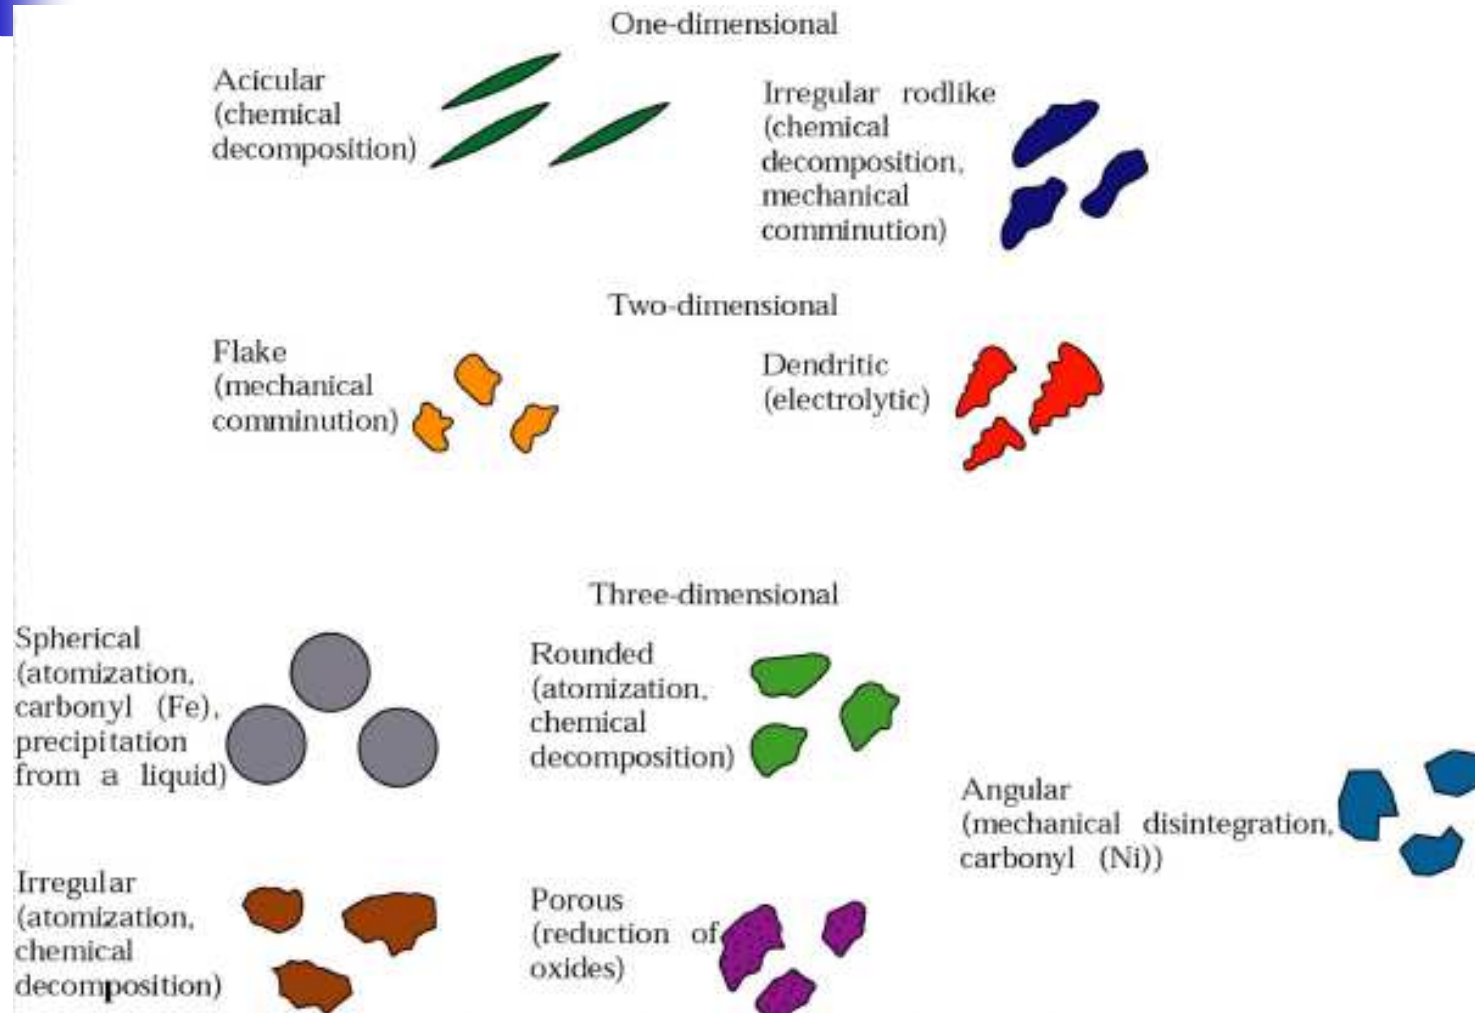 One-dimensional
Acicular
(chemical
decomposition)
Irregular rodlike
(chemical
decomposition,
mechanical
comminution)
Two-dimensional
Flake
(mechanical
comminution)
Dendritic
(electrolytic)
Three-dimensional
Spherical
(atomization,
carbonyl (Fe),
precipitation
from a liquid)
Rounded
(atomization,
chemical
decomposition)
Angular
(mechanical disintegration,
carbonyl (Ni))
Irregular
(atomization,
chemical
decomposition)
Porous
(reduction of
oxides)